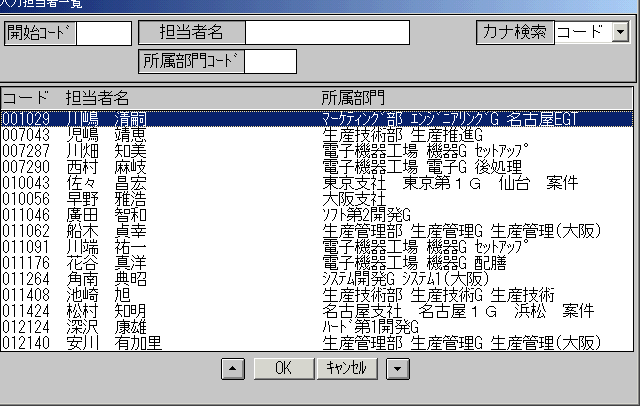 入力担当者一覧
開始ｺｰﾄﾞ 担当者名 カナ検索 コード
所属部門ｺｰﾄﾞ
コード 担当者名 所属部門
001029 川嶋 清嗣 ﾏｰｹﾃｨﾝｸﾞ部 ｴﾝｼﾞﾆｱﾘﾝｸﾞG 名古屋EGT
007043 児嶋 靖恵 生産技術部 生産推進G
007287 川畑 知美 電子機器工場 機器G ｾｯﾄｱｯﾌﾟ
007290 西村 麻岐 電子機器工場 電子G 後処理
010043 佐々 昌宏 東京支社 東京第１Ｇ 仙台 案件
010056 早野 雅浩 大阪支社
011046 廣田 智和 ｿﾌﾄ第2開発G
011062 船木 貞幸 生産管理部 生産管理G 生産管理(大阪)
011091 川端 祐一 電子機器工場 機器G ｾｯﾄｱｯﾌﾟ
011176 花谷 真洋 電子機器工場 機器G 配膳
011264 角南 典昭 ｼｽﾃﾑ開発G ｼｽﾃﾑ1(大阪)
011408 池崎 旭 生産技術部 生産技術G 生産技術
011424 松村 知明 名古屋支社 名古屋１Ｇ 浜松 案件
012124 深沢 康雄 ﾊｰﾄﾞ第1開発G
012140 安川 有加里 生産管理部 生産管理G 生産管理(大阪)
OK ｷｬﾝｾﾙ